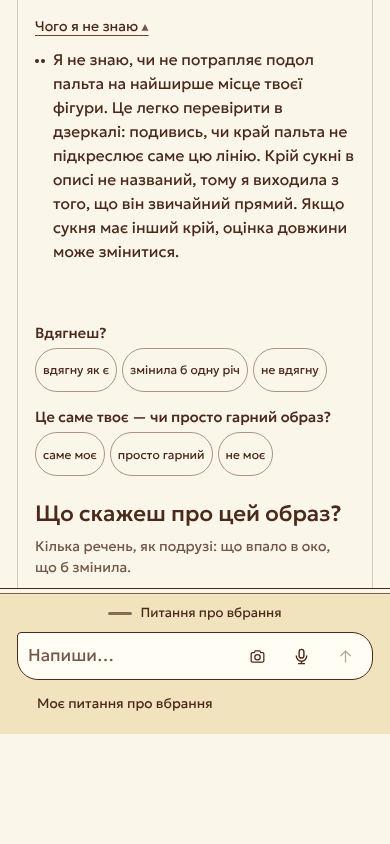 Чого я не знаю ▲
•• Я не знаю, чи не потрапляє подол
пальта на найширше місце твоєї
фігури. Це легко перевірити в
дзеркалі: подивись, чи край пальта не
підкреслює саме цю лінію. Крій сукні в
описі не названий, тому я виходила з
того, що він звичайний прямий. Якщо
сукня має інший крій, оцінка довжини
може змінитися.
Вдягнеш?
вдягну як є
змінила б одну річ
не вдягну
Це саме твоє — чи просто гарний образ?
саме моє
просто гарний
не моє
Що скажеш про цей образ?
Кілька речень, як подрузі: що впало в око,
що б змінила.
Питання про вбрання
Напиши...
Моє питання про вбрання